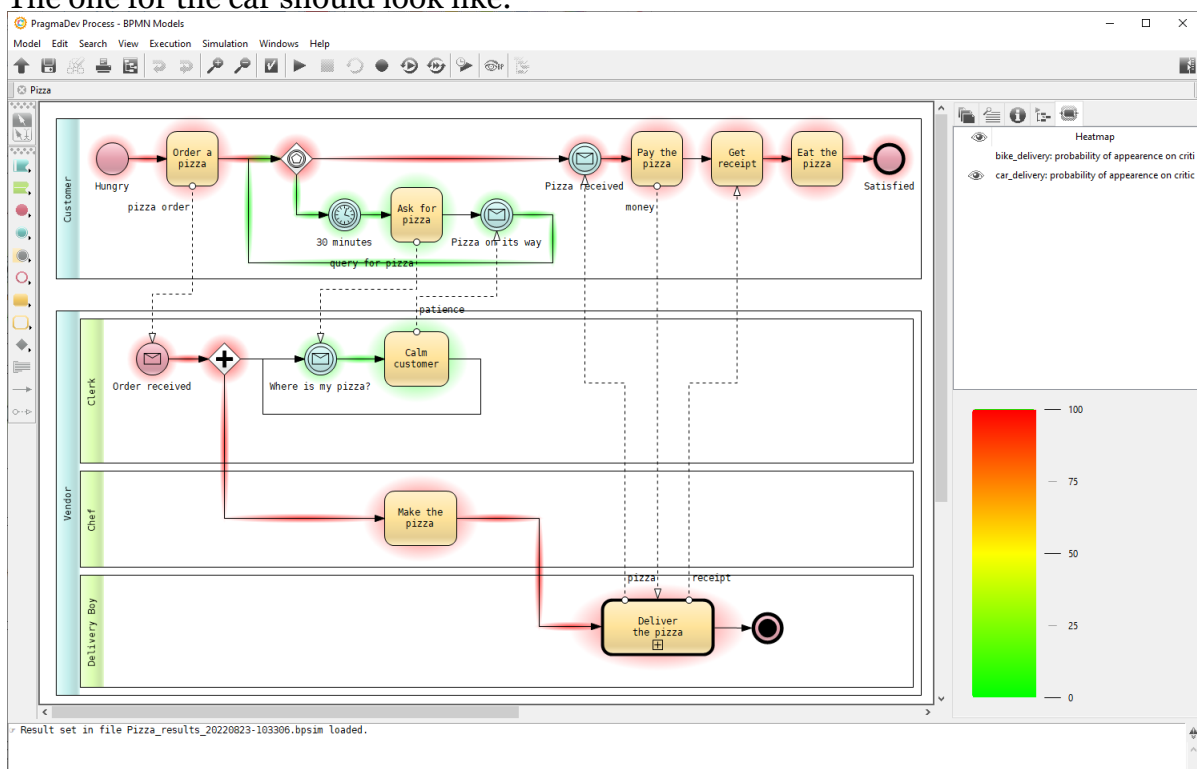 The one for the car should look like:
PragmaDev Process - BPMN Models
Model Edit Search View Execution Simulation Windows Help
Pizza
Customer
Hungry
Order a
pizza
pizza order
30 minutes
Ask for
pizza
query for pizza
Pizza on its way
Pizza received
Pay the
pizza
money
Get
receipt
Eat the
pizza
Satisfied
patience
Vendor
Clerk
Order received
Where is my pizza?
Calm
customer
Chef
Make the
pizza
Delivery Boy
pizza
receipt
Deliver
the pizza
Heatmap
bike_delivery: probability of appearence on criti
car_delivery: probability of appearence on critic
100
75
50
25
0
Result set in file Pizza_results_20220823-103306.bpsim loaded.